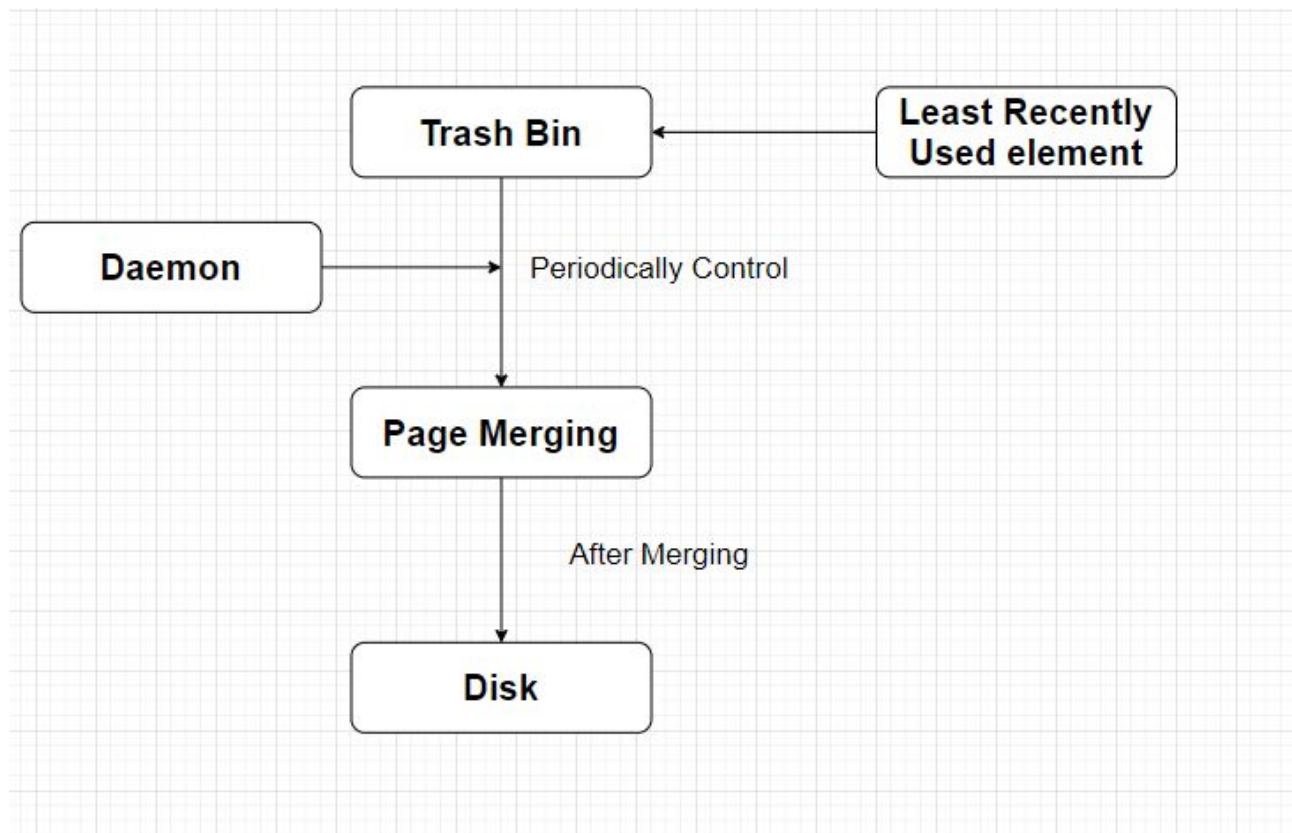 Trash Bin
Least Recently
Used element
Daemon
Periodically Control
Page Merging
After Merging
Disk